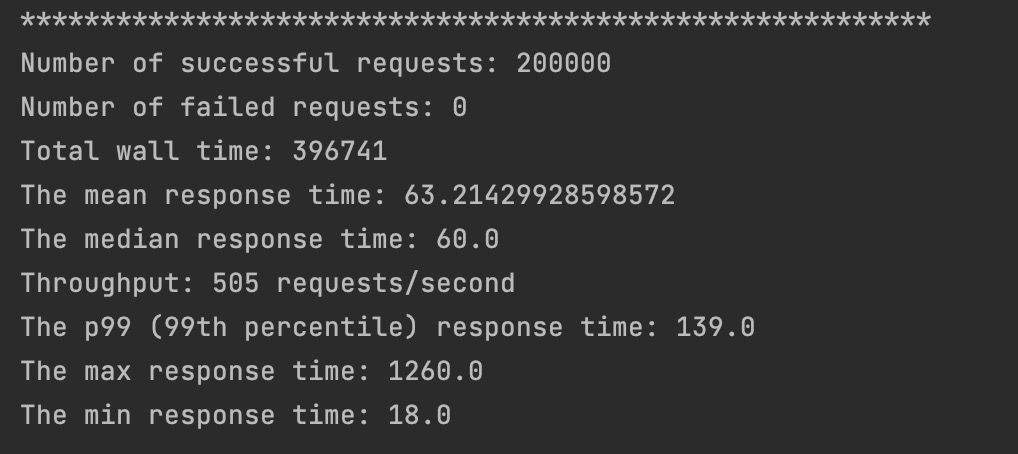 *********************************************************
Number of successful requests: 200000
Number of failed requests: 0
Total wall time: 396741
The mean response time: 63.21429928598572
The median response time: 60.0
Throughput: 505 requests/second
The p99 (99th percentile) response time: 139.0
The max response time: 1260.0
The min response time: 18.0